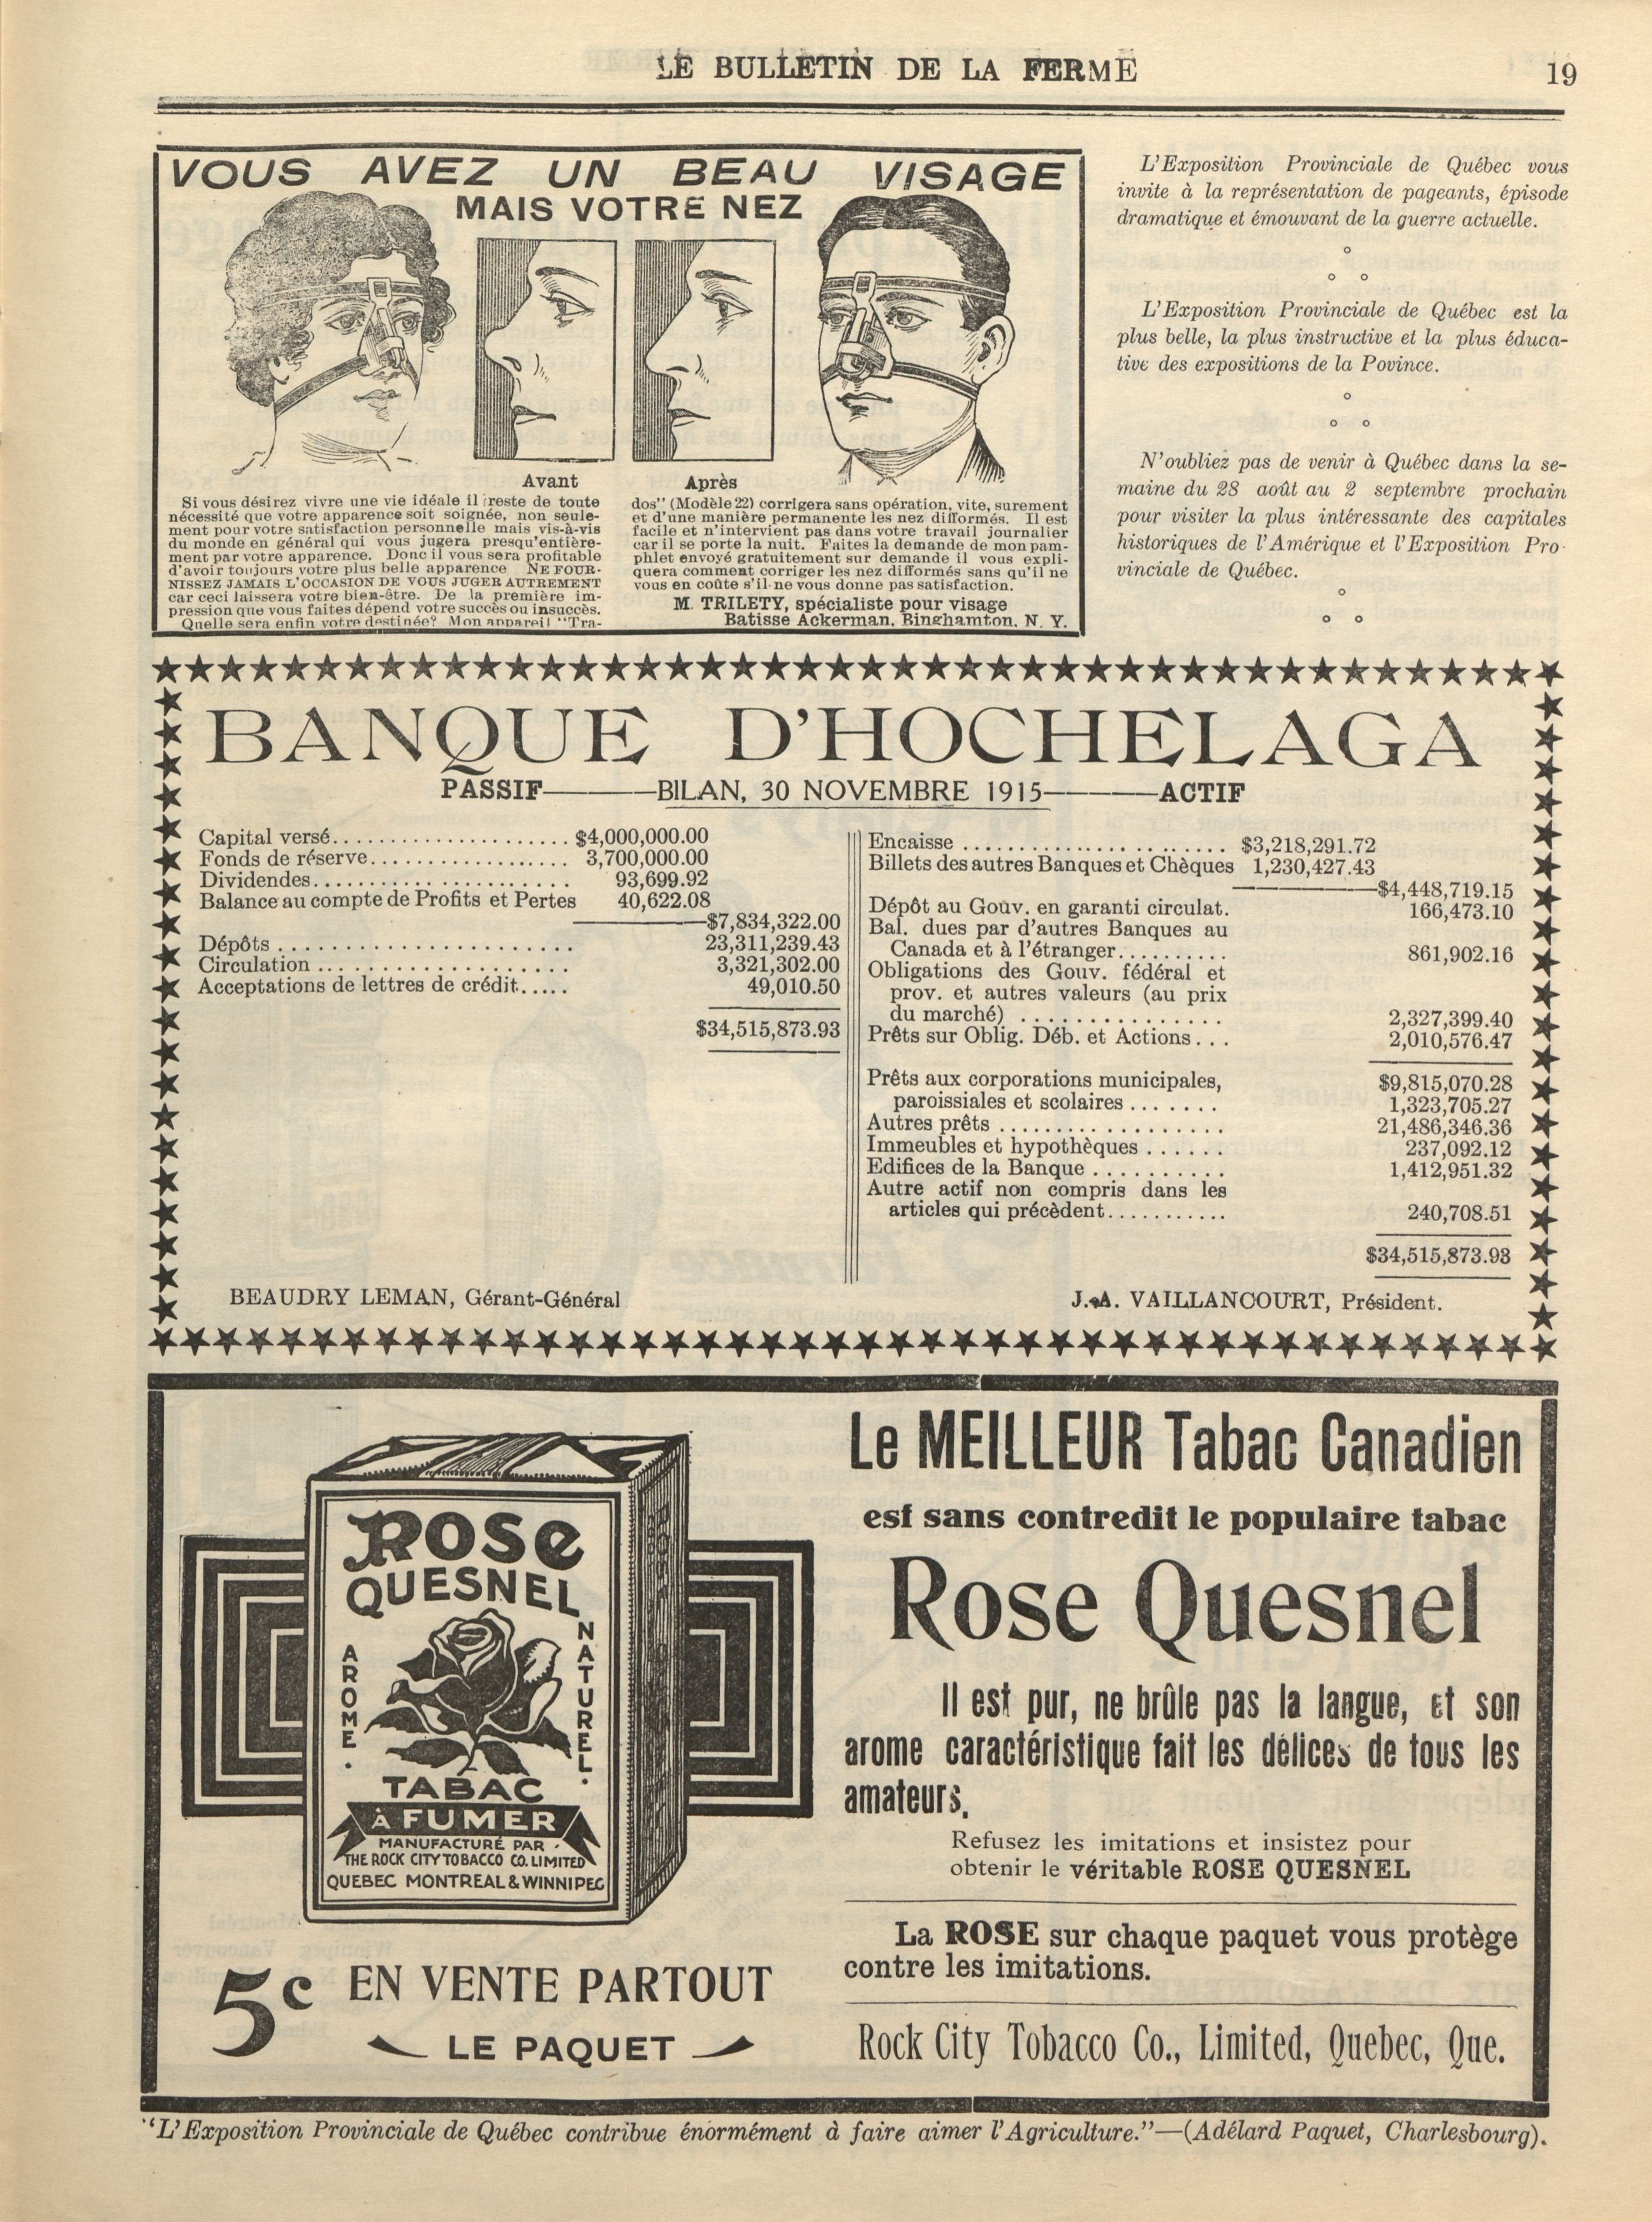 LE BULLETIN DE LA FERME
19
VOUS AVEZ UN BEAU VISAGE
MAIS VOTRE NEZ
Avant
Après
Si vous désirez vivre une vie idéale il reste de toute
nécessité que votre apparence soit soignée, non seule-
ment pour votre satisfaction personnelle mais vis-à-vis
du monde en général qui vous jugera presqu'entière-
ment par votre apparence. Donc il vous sera profitable
d'avoir toujours votre plus belle apparence NE FOUR-
NISSEZ JAMAIS L'OCCASION DE VOUS JUGER AUTREMENT
car ceci laissera votre bien-être. De la première im-
pression que vous faites dépend votre succès ou insuccès.
Quelle sera enfin votre destinée? Mon appareil "Tra-
dos" (Modèle 22) corrigera sans opération, vite, surement
et d'une manière permanente les nez difformés. Il est
facile et n'intervient pas dans votre travail journalier
car il se porte la nuit. Faites la demande de mon pam-
phlet envoyé gratuitement sur demande il vous expli-
quera comment corriger les nez difformés sans qu'il ne
vous en coûte s'il ne vous donne pas satisfaction.
M. TRILETY, spécialiste pour visage
Batisse Ackerman, Binghamton, N. Y.
L'Exposition Provinciale de Québec vous
invite à la représentation de pageants, épisode
dramatique et émouvant de la guerre actuelle.
L'Exposition Provinciale de Québec est la
plus belle, la plus instructive et la plus éduca-
tive des expositions de la Povince.
N'oubliez pas de venir à Québec dans la se-
maine du 28 août au 2 septembre prochain
pour visiter la plus intéressante des capitales
historiques de l'Amérique et l'Exposition Pro-
vinciale de Québec.
BANQUE D'HOCHELAGA
PASSIF———BILAN, 30 NOVEMBRE 1915———ACTIF
Capital versé..................... $4,000,000.00
Fonds de réserve.................. 3,700,000.00
Dividendes....................... 93,699.92
Balance au compte de Profits et Pertes 40,622.08
$7,834,322.00
Dépôts ........................ 23,311,239.43
Circulation ..................... 3,321,302.00
Acceptations de lettres de crédit..... 49,010.50
$34,515,873.93
Encaisse ........................ $3,218,291.72
Billets des autres Banques et Chèques 1,230,427.43
$4,448,719.15
Dépôt au Gouv. en garanti circulat. 166,473.10
Bal. dues par d'autres Banques au
Canada et à l'étranger.......... 861,902.16
Obligations des Gouv. fédéral et
prov. et autres valeurs (au prix
du marché) ................ 2,327,399.40
Prêts sur Oblig. Déb. et Actions... 2,010,576.47
Prêts aux corporations municipales, $9,815,070.28
paroissiales et scolaires ....... 1,323,705.27
Autres prêts .................. 21,486,346.36
Immeubles et hypothèques ...... 237,092.12
Edifices de la Banque .......... 1,412,951.32
Autre actif non compris dans les
articles qui précèdent........... 240,708.51
$34,515,873.93
BEAUDRY LEMAN, Gérant-Général
J.-A. VAILLANCOURT, Président.
ROSE
QUESNEL
AROME.
NATUREL.
TABAC
À FUMER
MANUFACTURÉ PAR
THE ROCK CITY TOBACCO CO. LIMITED
QUEBEC MONTREAL & WINNIPEG
5c EN VENTE PARTOUT
LE PAQUET
Le MEILLEUR Tabac Canadien
est sans contredit le populaire tabac
Rose Quesnel
Il est pur, ne brûle pas la langue, et son
arome caractéristique fait les délices de tous les
amateurs.
Refusez les imitations et insistez pour
obtenir le véritable ROSE QUESNEL
La ROSE sur chaque paquet vous protège
contre les imitations.
Rock City Tobacco Co., Limited, Quebec, Que.
"L'Exposition Provinciale de Québec contribue énormément à faire aimer l'Agriculture."—(Adélard Paquet, Charlesbourg).